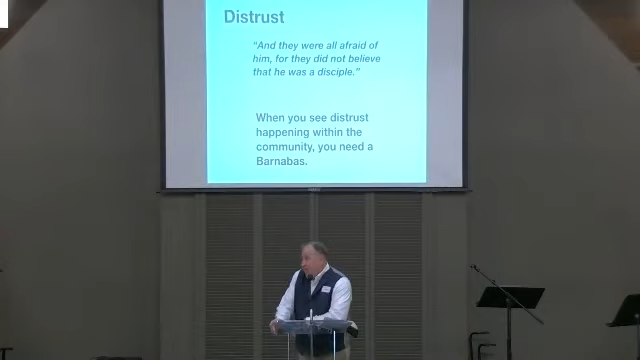 Distrust
“And they were all afraid of
him, for they did not believe
that he was a disciple.”
When you see distrust
happening within the
community, you need a
Barnabas.